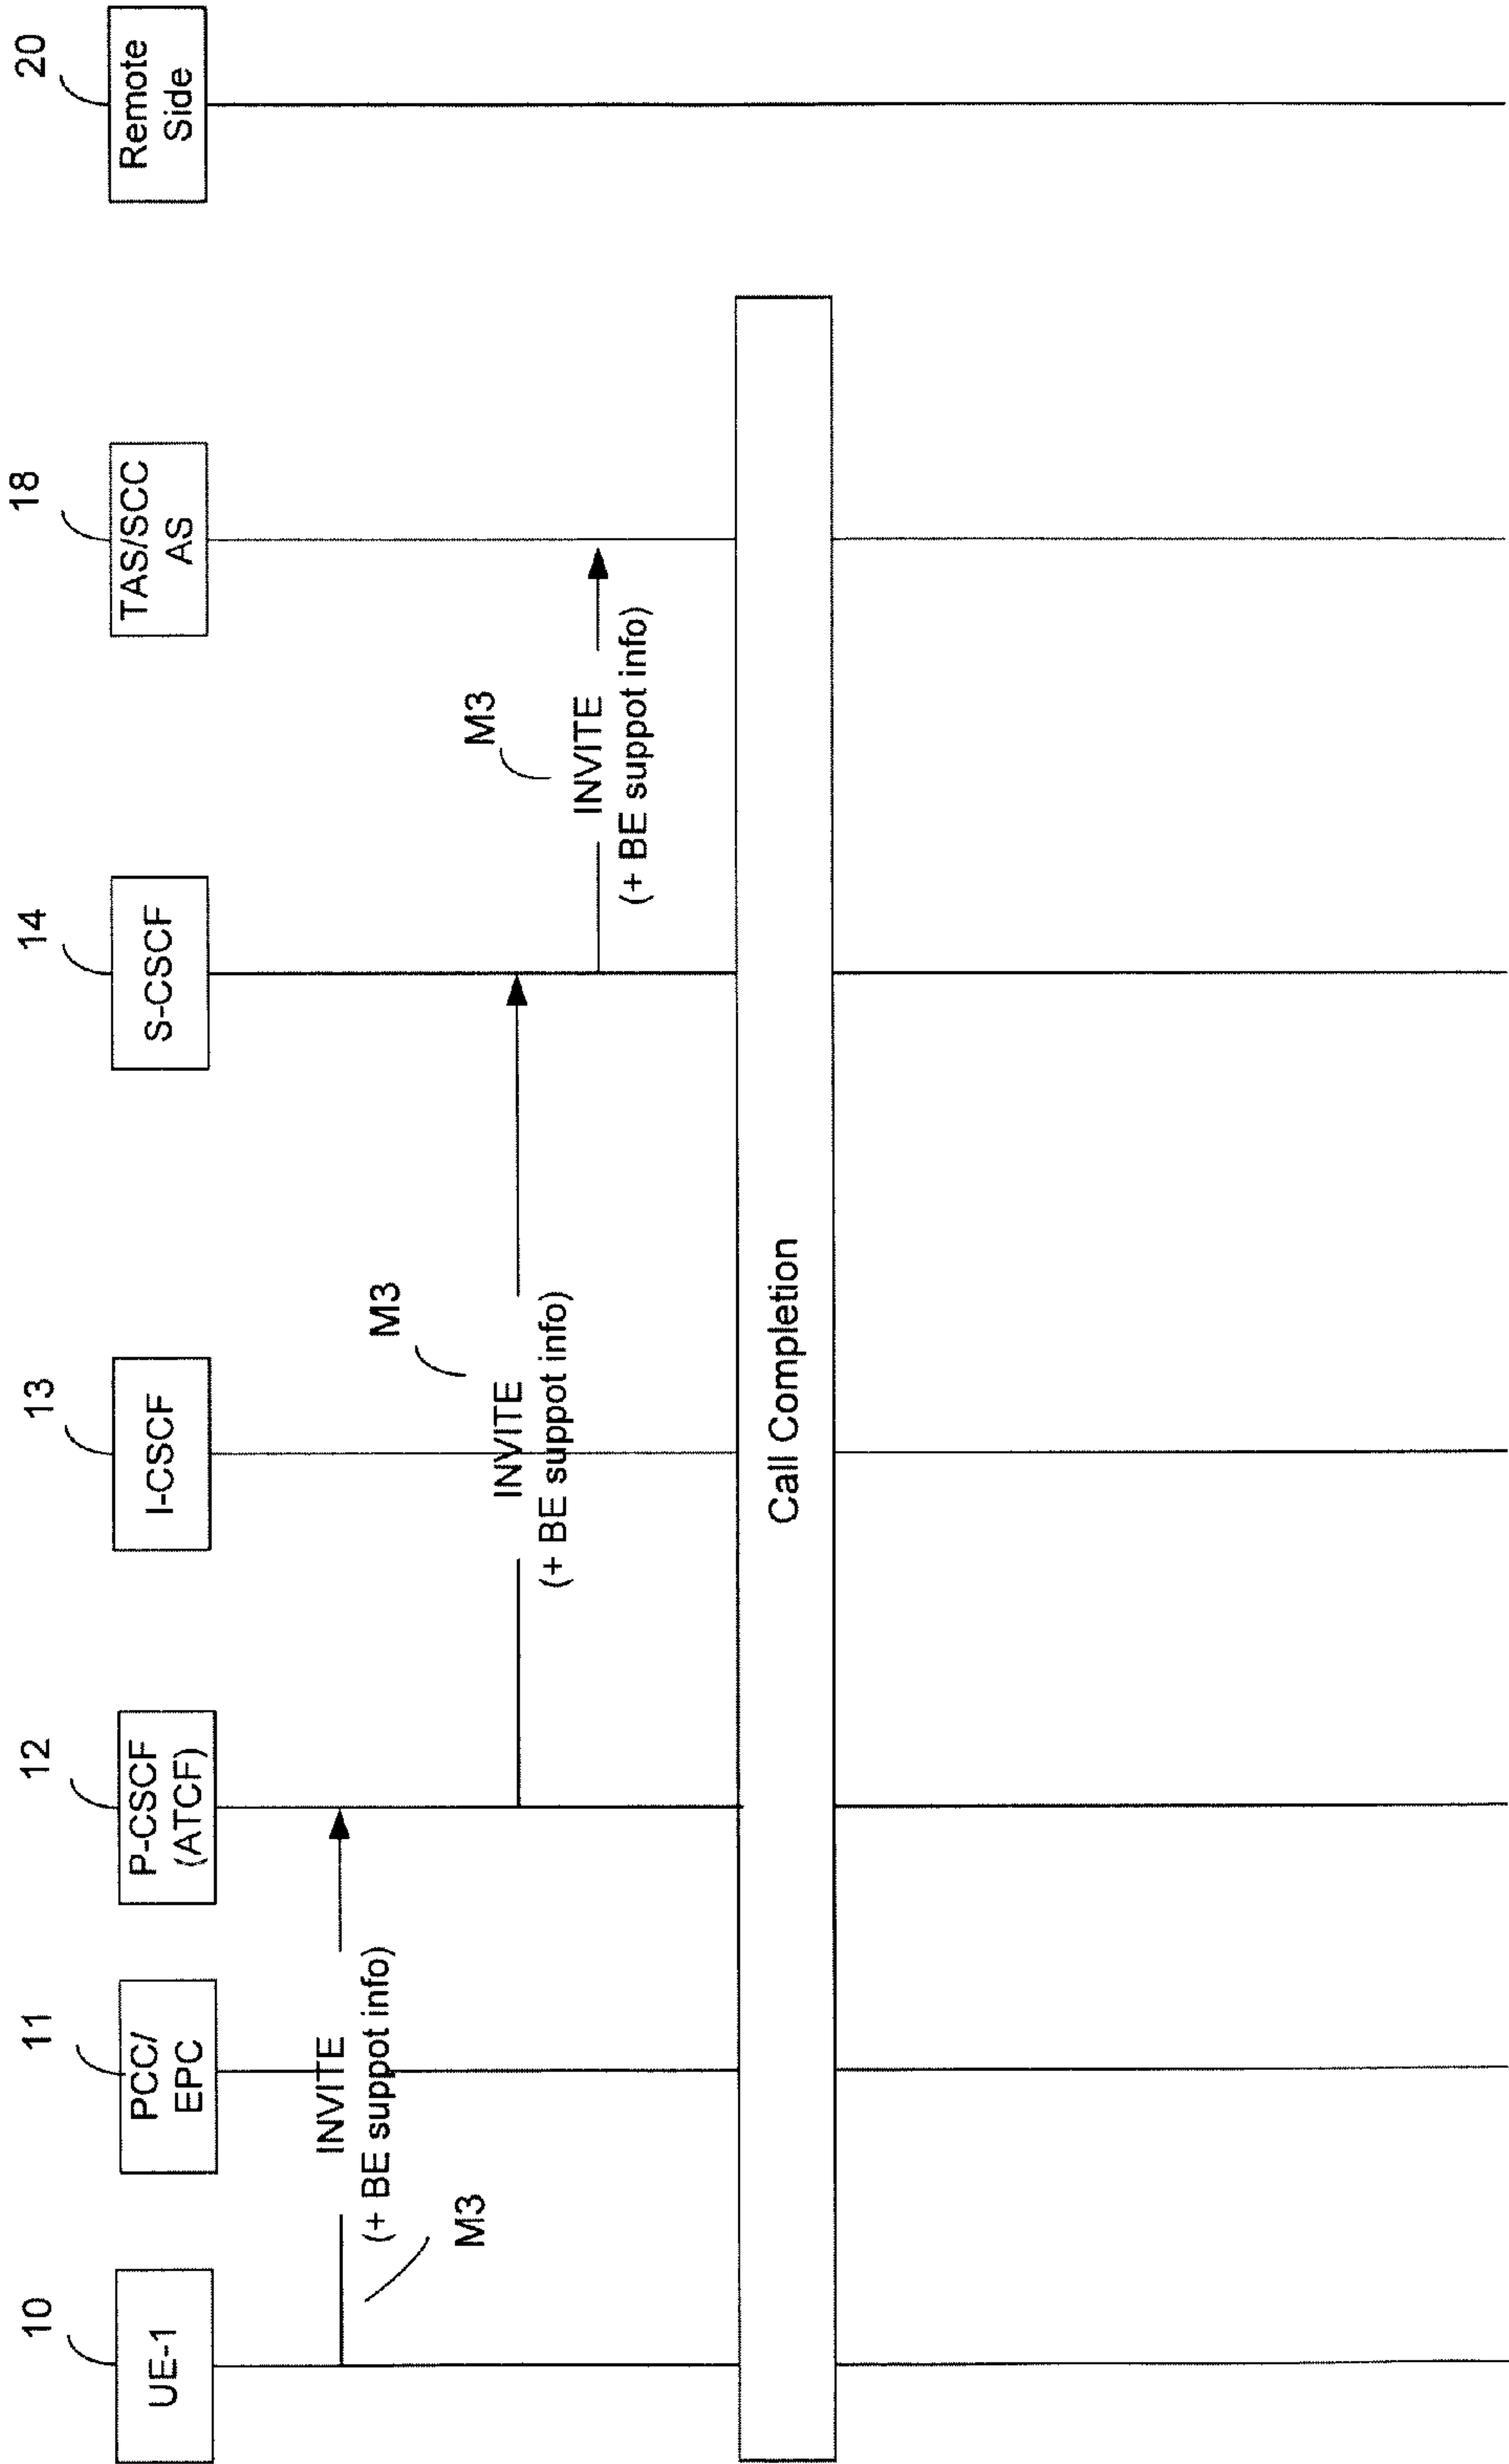 10
11
12
13
14
18
20
UE-1
PCC/
EPC
P-CSCF
(ATCF)
I-CSCF
S-CSCF
TAS/SCC
AS
Remote
Side
INVITE
(+ BE suppot info)
M3
M3
INVITE
(+ BE suppot info)
M3
INVITE
(+ BE suppot info)
Call Completion